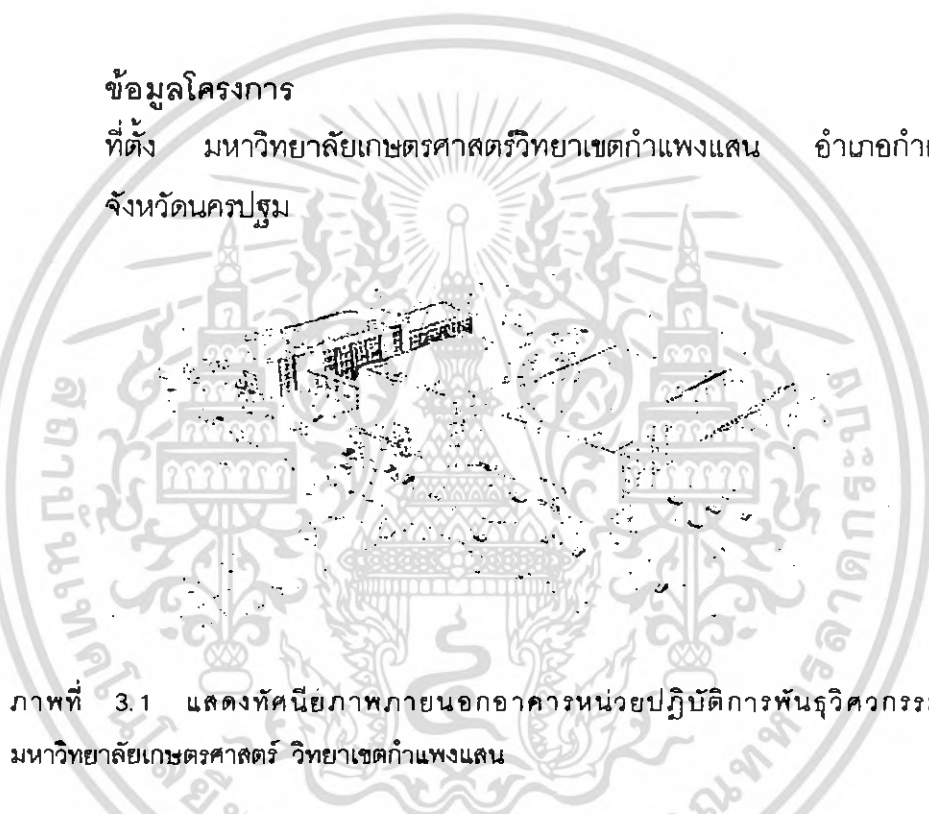 ข้อมูลโครงการ
ที่ตั้ง มหาวิทยาลัยเกษตรศาสตร์วิทยาเขตกำแพงแสน อำเภอกำ
จังหวัดนครปฐม
ภาพที่ 3.1 แสดงทัศนียภาพภายนอกอาคารหน่วยปฏิบัติการพันธุวิศวกรร
มหาวิทยาลัยเกษตรศาสตร์ วิทยาเขตกำแพงแสน